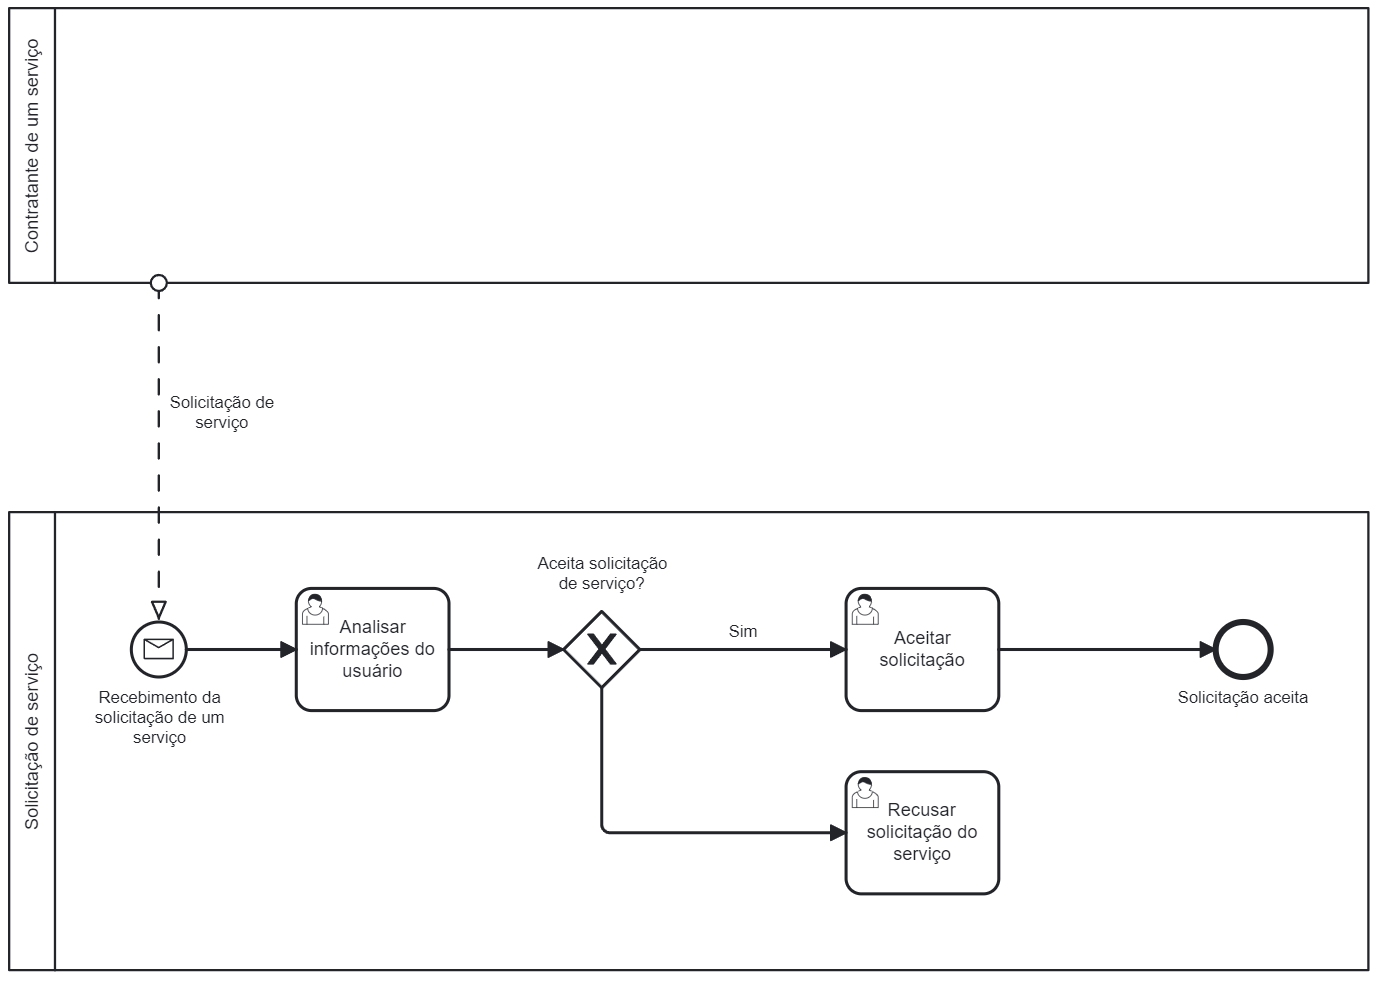 Contratante de um serviço
Solicitação de
serviço
Solicitação de serviço
Recebimento da
solicitação de um
serviço
Analisar
informações do
usuário
Aceita solicitação
de serviço?
Sim
Aceitar
solicitação
Solicitação aceita
Recusar
solicitação do
serviço